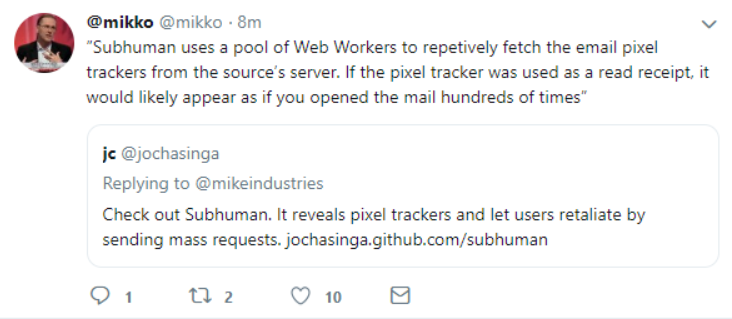 @mikko @mikko · 8m
“Subhuman uses a pool of Web Workers to repetively fetch the email pixel
trackers from the source’s server. If the pixel tracker was used as a read receipt, it
would likely appear as if you opened the mail hundreds of times”
jc @jochasinga
Replying to @mikeindustries
Check out Subhuman. It reveals pixel trackers and let users retaliate by
sending mass requests. jochasinga.github.com/subhuman
1 2 10